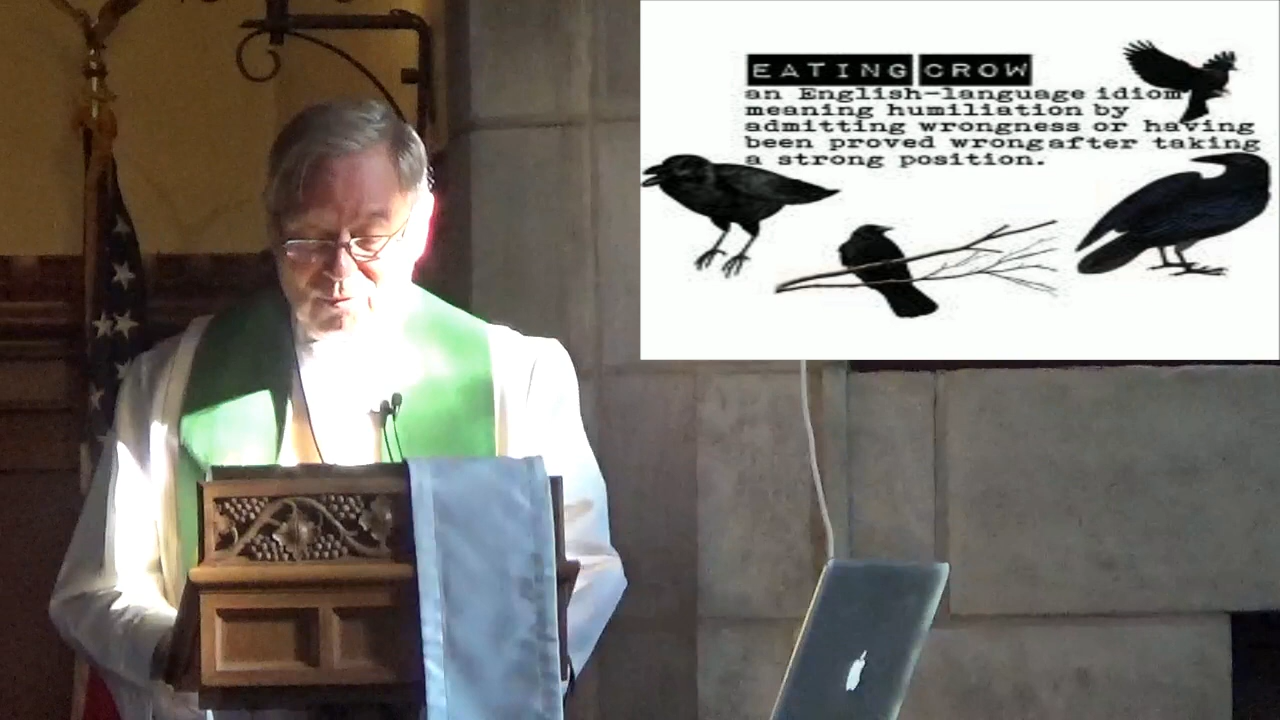 EATING CROW
an English-language idiom
meaning humiliation by
admitting wrongness or having
been proved wrongafter taking
a strong position.